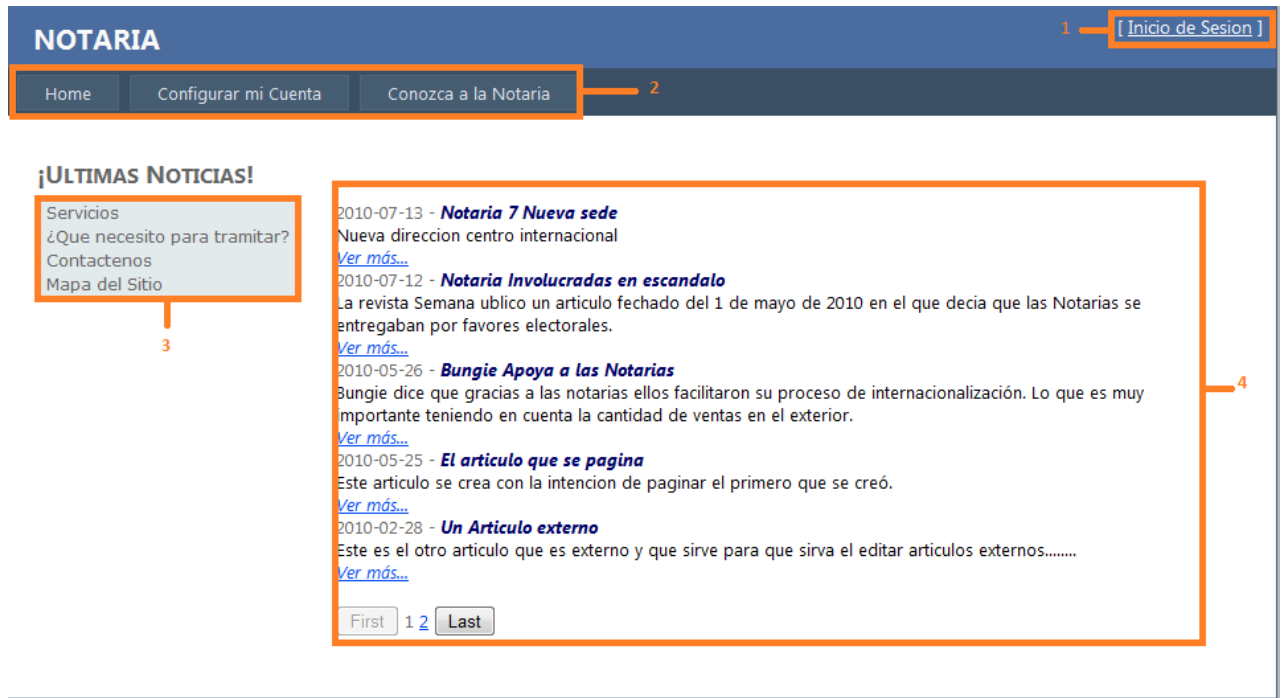 NOTARIA
1 [ Inicio de Sesion ]
Home Configurar mi Cuenta Conozca a la Notaria 2
¡ULTIMAS NOTICIAS!
Servicios
¿Que necesito para tramitar?
Contactenos
Mapa del Sitio
3
2010-07-13 - Notaria 7 Nueva sede
Nueva direccion centro internacional
Ver más...
2010-07-12 - Notaria Involucradas en escandalo
La revista Semana ublico un articulo fechado del 1 de mayo de 2010 en el que decia que las Notarias se
entregaban por favores electorales.
Ver más...
2010-05-26 - Bungie Apoya a las Notarias
Bungie dice que gracias a las notarias ellos facilitaron su proceso de internacionalización. Lo que es muy
importante teniendo en cuenta la cantidad de ventas en el exterior.
Ver más...
2010-05-25 - El articulo que se pagina
Este articulo se crea con la intencion de paginar el primero que se creó.
Ver más...
2010-02-28 - Un Articulo externo
Este es el otro articulo que es externo y que sirve para que sirva el editar articulos externos........
Ver más...
First 1 2 Last
4